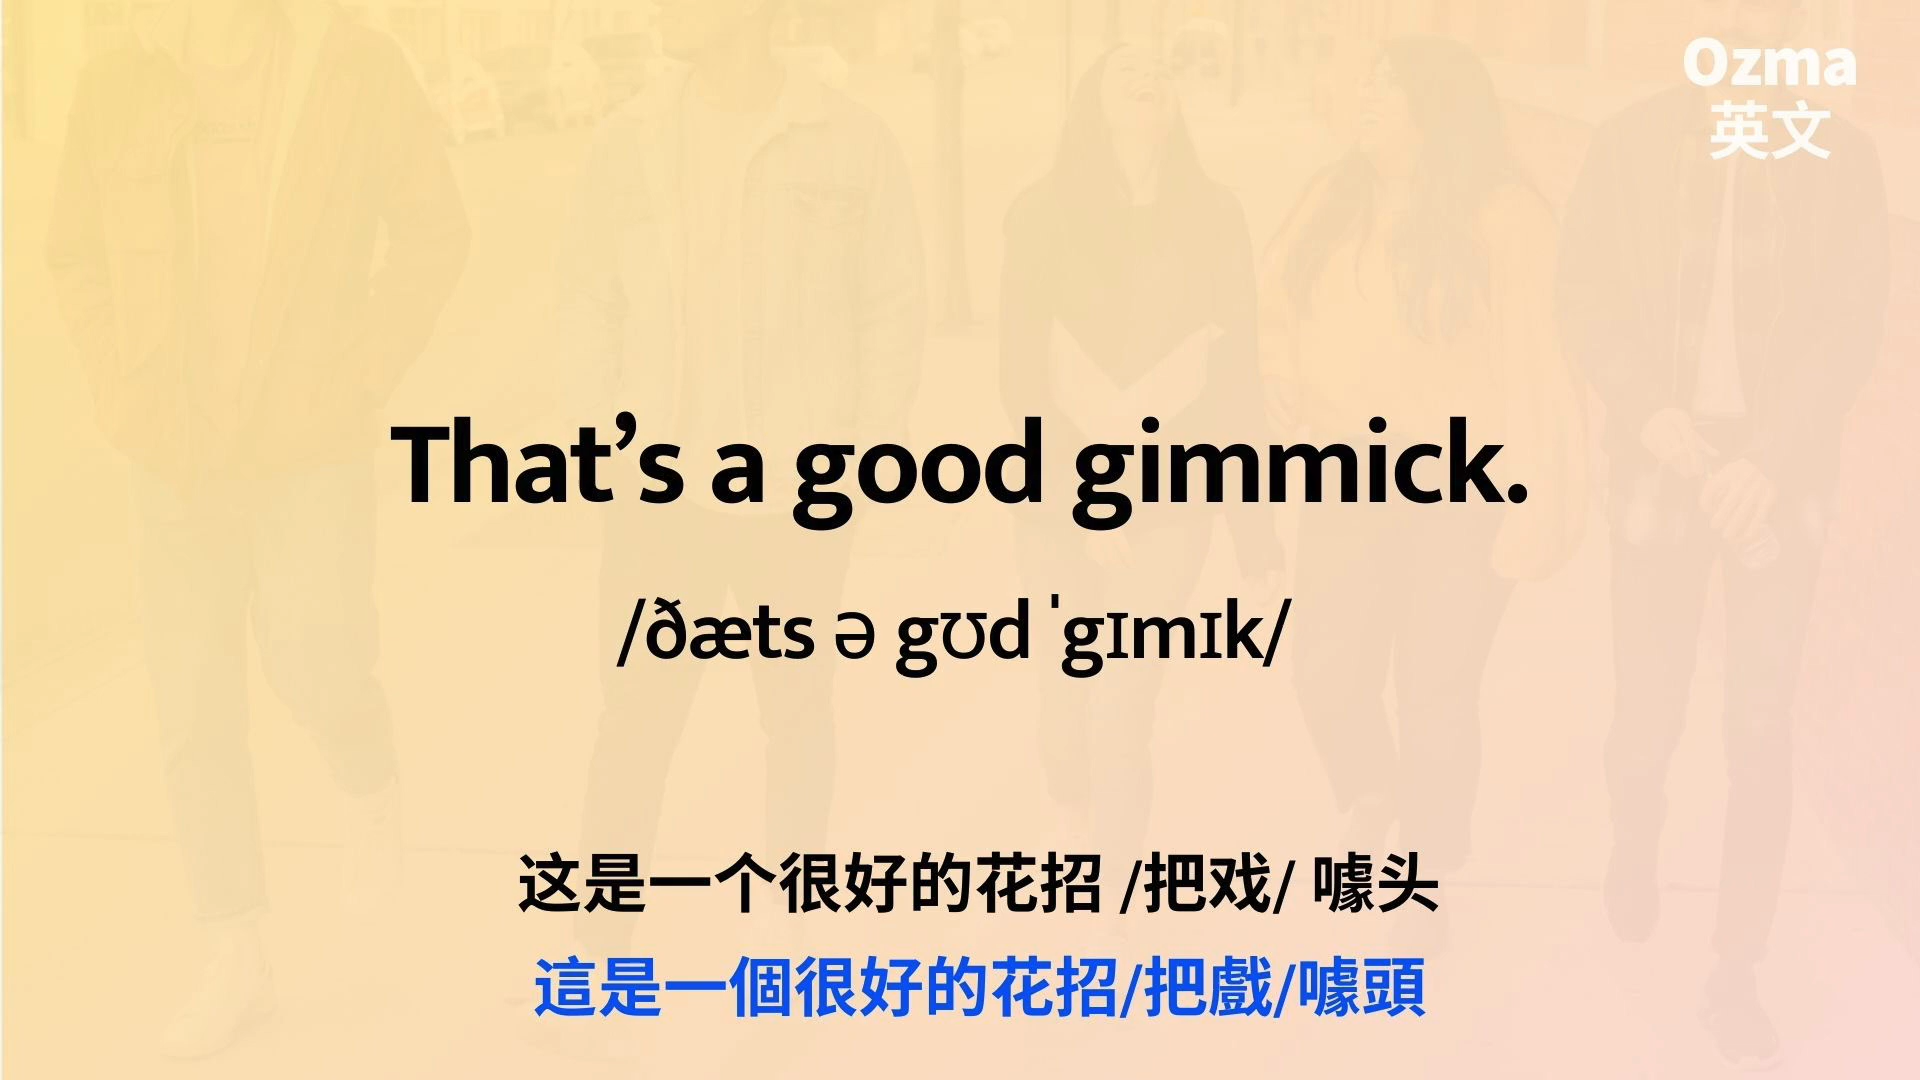 Ozma
英文
That’s a good gimmick.
/ðæts ə gʊd ˈgɪmɪk/
这是一个很好的花招 /把戏/ 噱头
這是一個很好的花招/把戲/噱頭